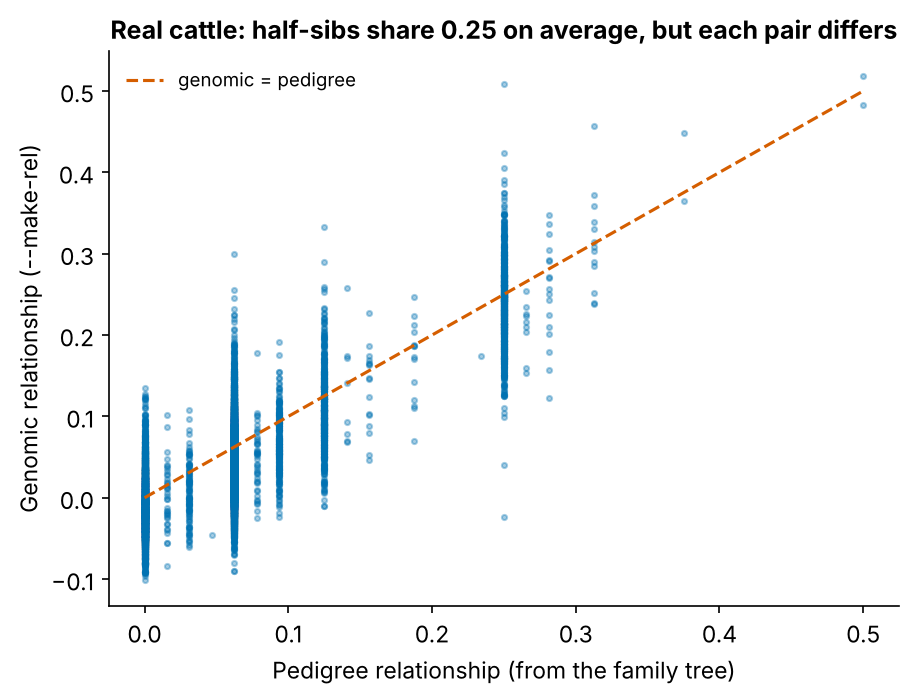 Real cattle: half-sibs share 0.25 on average, but each pair differs
genomic = pedigree
Genomic relationship (--make-rel)
0.5
0.4
0.3
0.2
0.1
0.0
−0.1
0.0 0.1 0.2 0.3 0.4 0.5
Pedigree relationship (from the family tree)